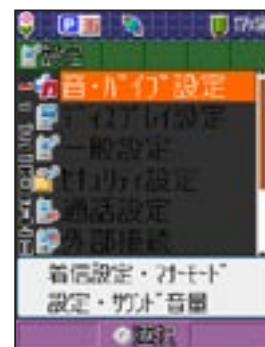 設定
音・ﾊﾞｲﾌﾞ設定
ﾃﾞｨｽﾌﾟﾚｲ設定
一般設定
ｾｷｭﾘﾃｨ設定
通話設定
外部接続
着信設定・ﾏﾅｰﾓｰﾄﾞ
設定・ｻｳﾝﾄﾞ音量